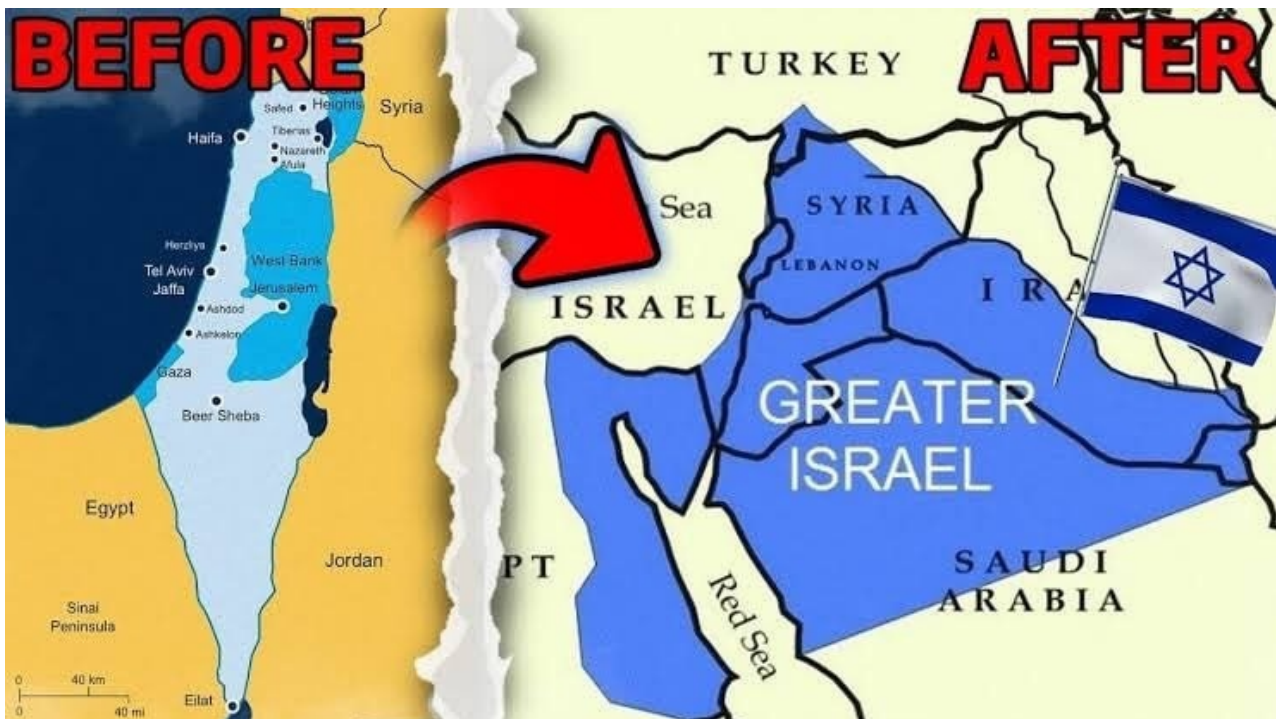 BEFORE
Safed
Heights
Syria
Haifa
Tiberias
Nazareth
Afula
Herzliya
West Bank
Tel Aviv
Jaffa
Jerusalem
Ashdod
Ashkelon
Gaza
Beer Sheba
Egypt
Jordan
Sinai
Peninsula
0 40 km
0 40 mi
Eilat
AFTER
TURKEY
Sea
SYRIA
LEBANON
ISRAEL
IRA
GREATER
ISRAEL
PT
SAUDI
ARABIA
Red Sea